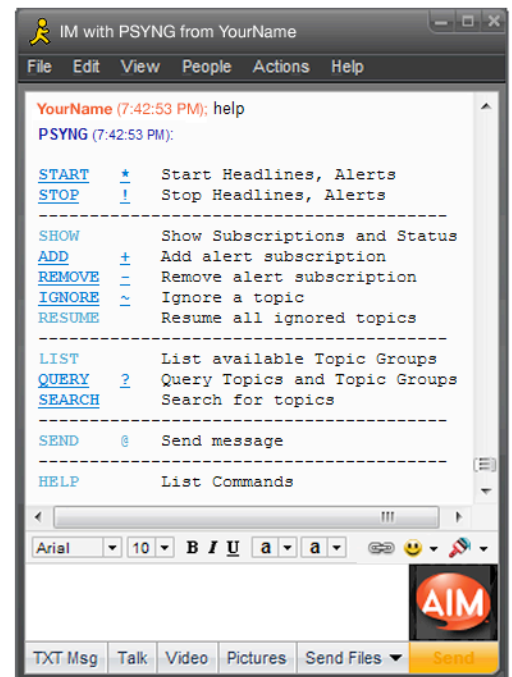 IM with PSYNG from YourName
File Edit View People Actions Help
YourName (7:42:53 PM); help
PSYNG (7:42:53 PM):
START * Start Headlines, Alerts
STOP ! Stop Headlines, Alerts
----------------------------------------
SHOW Show Subscriptions and Status
ADD + Add alert subscription
REMOVE – Remove alert subscription
IGNORE ~ Ignore a topic
RESUME Resume all ignored topics
----------------------------------------
LIST List available Topic Groups
QUERY ? Query Topics and Topic Groups
SEARCH Search for topics
----------------------------------------
SEND @ Send message
----------------------------------------
HELP List Commands
Arial 10 B I U a a
AIM
TXT Msg Talk Video Pictures Send Files Send